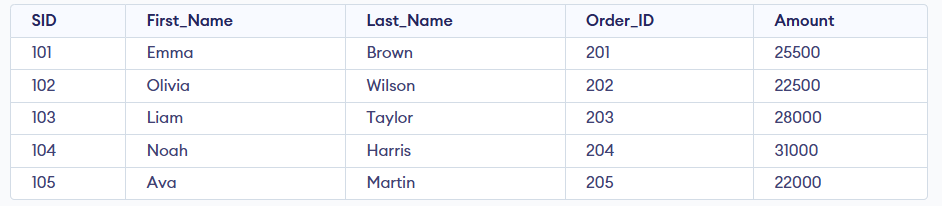 SID First_Name Last_Name Order_ID Amount
101 Emma Brown 201 25500
102 Olivia Wilson 202 22500
103 Liam Taylor 203 28000
104 Noah Harris 204 31000
105 Ava Martin 205 22000